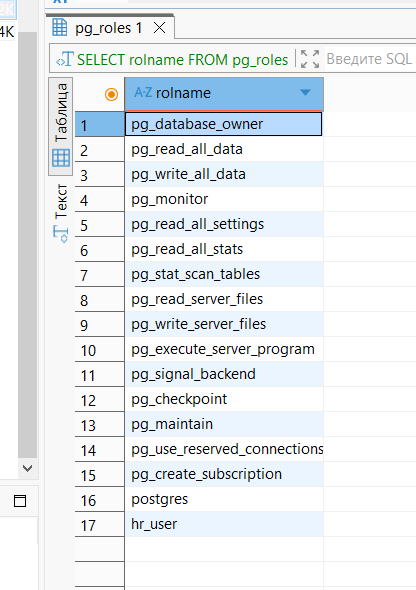 2K
4K
pg_roles 1
SELECT rolname FROM pg_roles
Введите SQL
Таблица
Текст
A-Z rolname
1 pg_database_owner
2 pg_read_all_data
3 pg_write_all_data
4 pg_monitor
5 pg_read_all_settings
6 pg_read_all_stats
7 pg_stat_scan_tables
8 pg_read_server_files
9 pg_write_server_files
10 pg_execute_server_program
11 pg_signal_backend
12 pg_checkpoint
13 pg_maintain
14 pg_use_reserved_connections
15 pg_create_subscription
16 postgres
17 hr_user